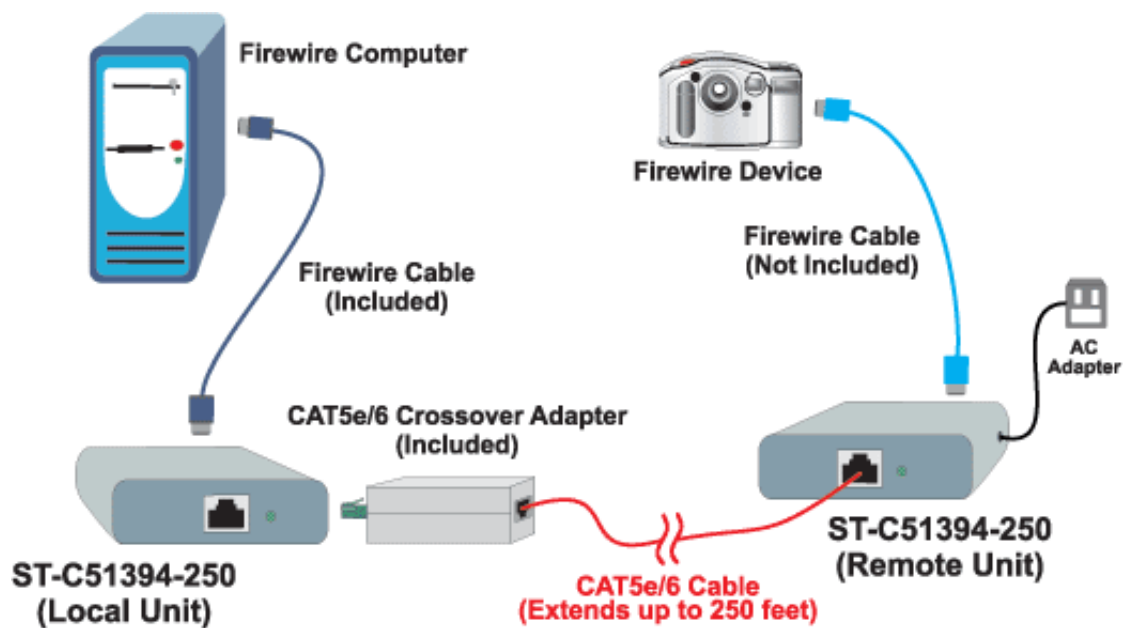 Firewire Computer
Firewire Device
Firewire Cable
(Included)
Firewire Cable
(Not Included)
AC
Adapter
CAT5e/6 Crossover Adapter
(Included)
ST-C51394-250
(Local Unit)
CAT5e/6 Cable
(Extends up to 250 feet)
ST-C51394-250
(Remote Unit)